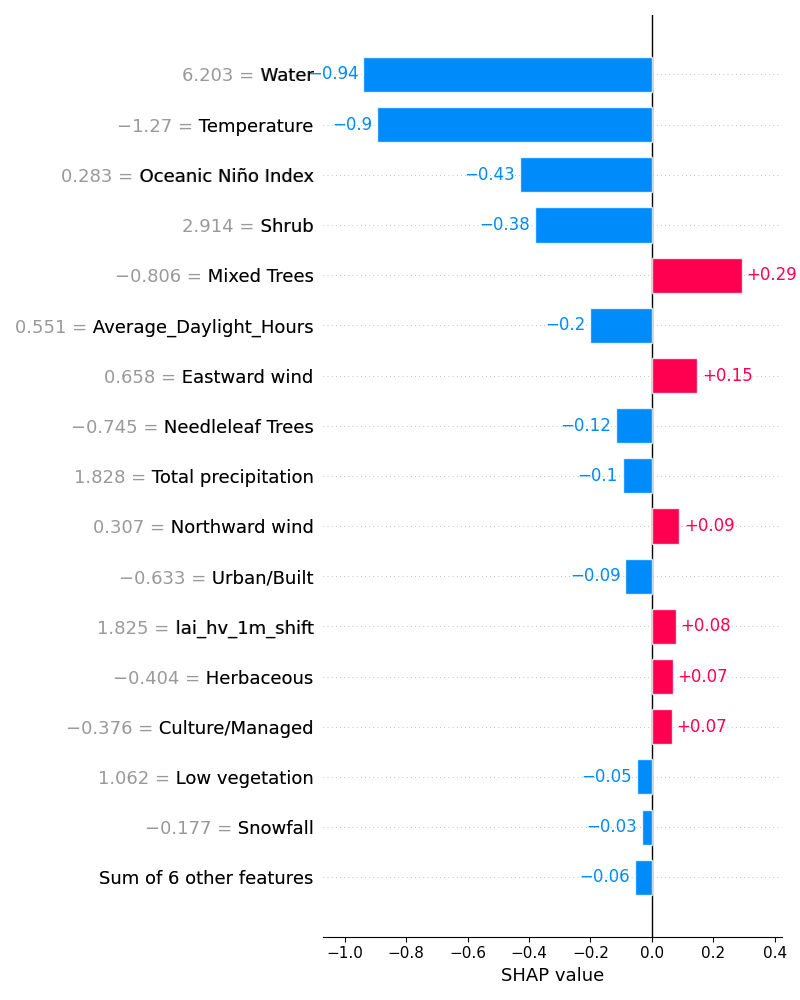 6.203 = Water −0.94
−1.27 = Temperature −0.9
0.283 = Oceanic Niño Index −0.43
2.914 = Shrub −0.38
−0.806 = Mixed Trees +0.29
0.551 = Average_Daylight_Hours −0.2
0.658 = Eastward wind +0.15
−0.745 = Needleleaf Trees −0.12
1.828 = Total precipitation −0.1
0.307 = Northward wind +0.09
−0.633 = Urban/Built −0.09
1.825 = lai_hv_1m_shift +0.08
−0.404 = Herbaceous +0.07
−0.376 = Culture/Managed +0.07
1.062 = Low vegetation −0.05
−0.177 = Snowfall −0.03
Sum of 6 other features −0.06
−1.0 −0.8 −0.6 −0.4 −0.2 0.0 0.2 0.4
SHAP value